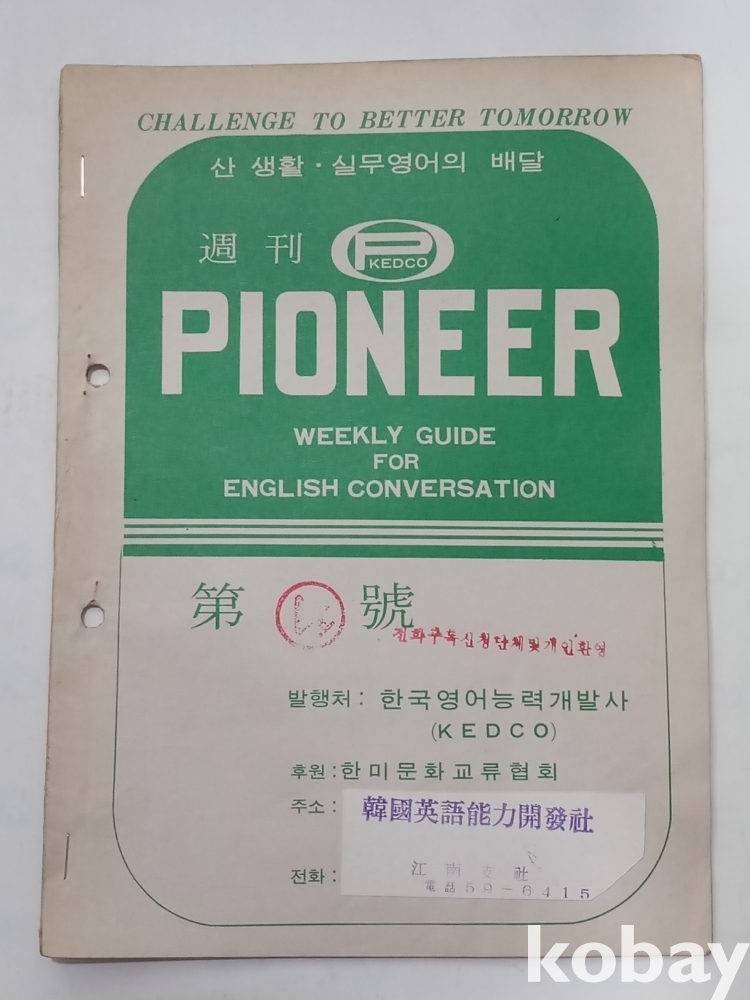 CHALLENGE TO BETTER TOMORROW
산 생활·실무영어의 배달
週刊 P KEDCO
PIONEER
WEEKLY GUIDE
FOR
ENGLISH CONVERSATION
第 號
전화구독신청단체및개인환영
발행처: 한국영어능력개발사
(KEDCO)
후원:한미문화교류협회
주소: 韓國英語能力開發社
江南支社
전화: 電話 59-6415
kobay